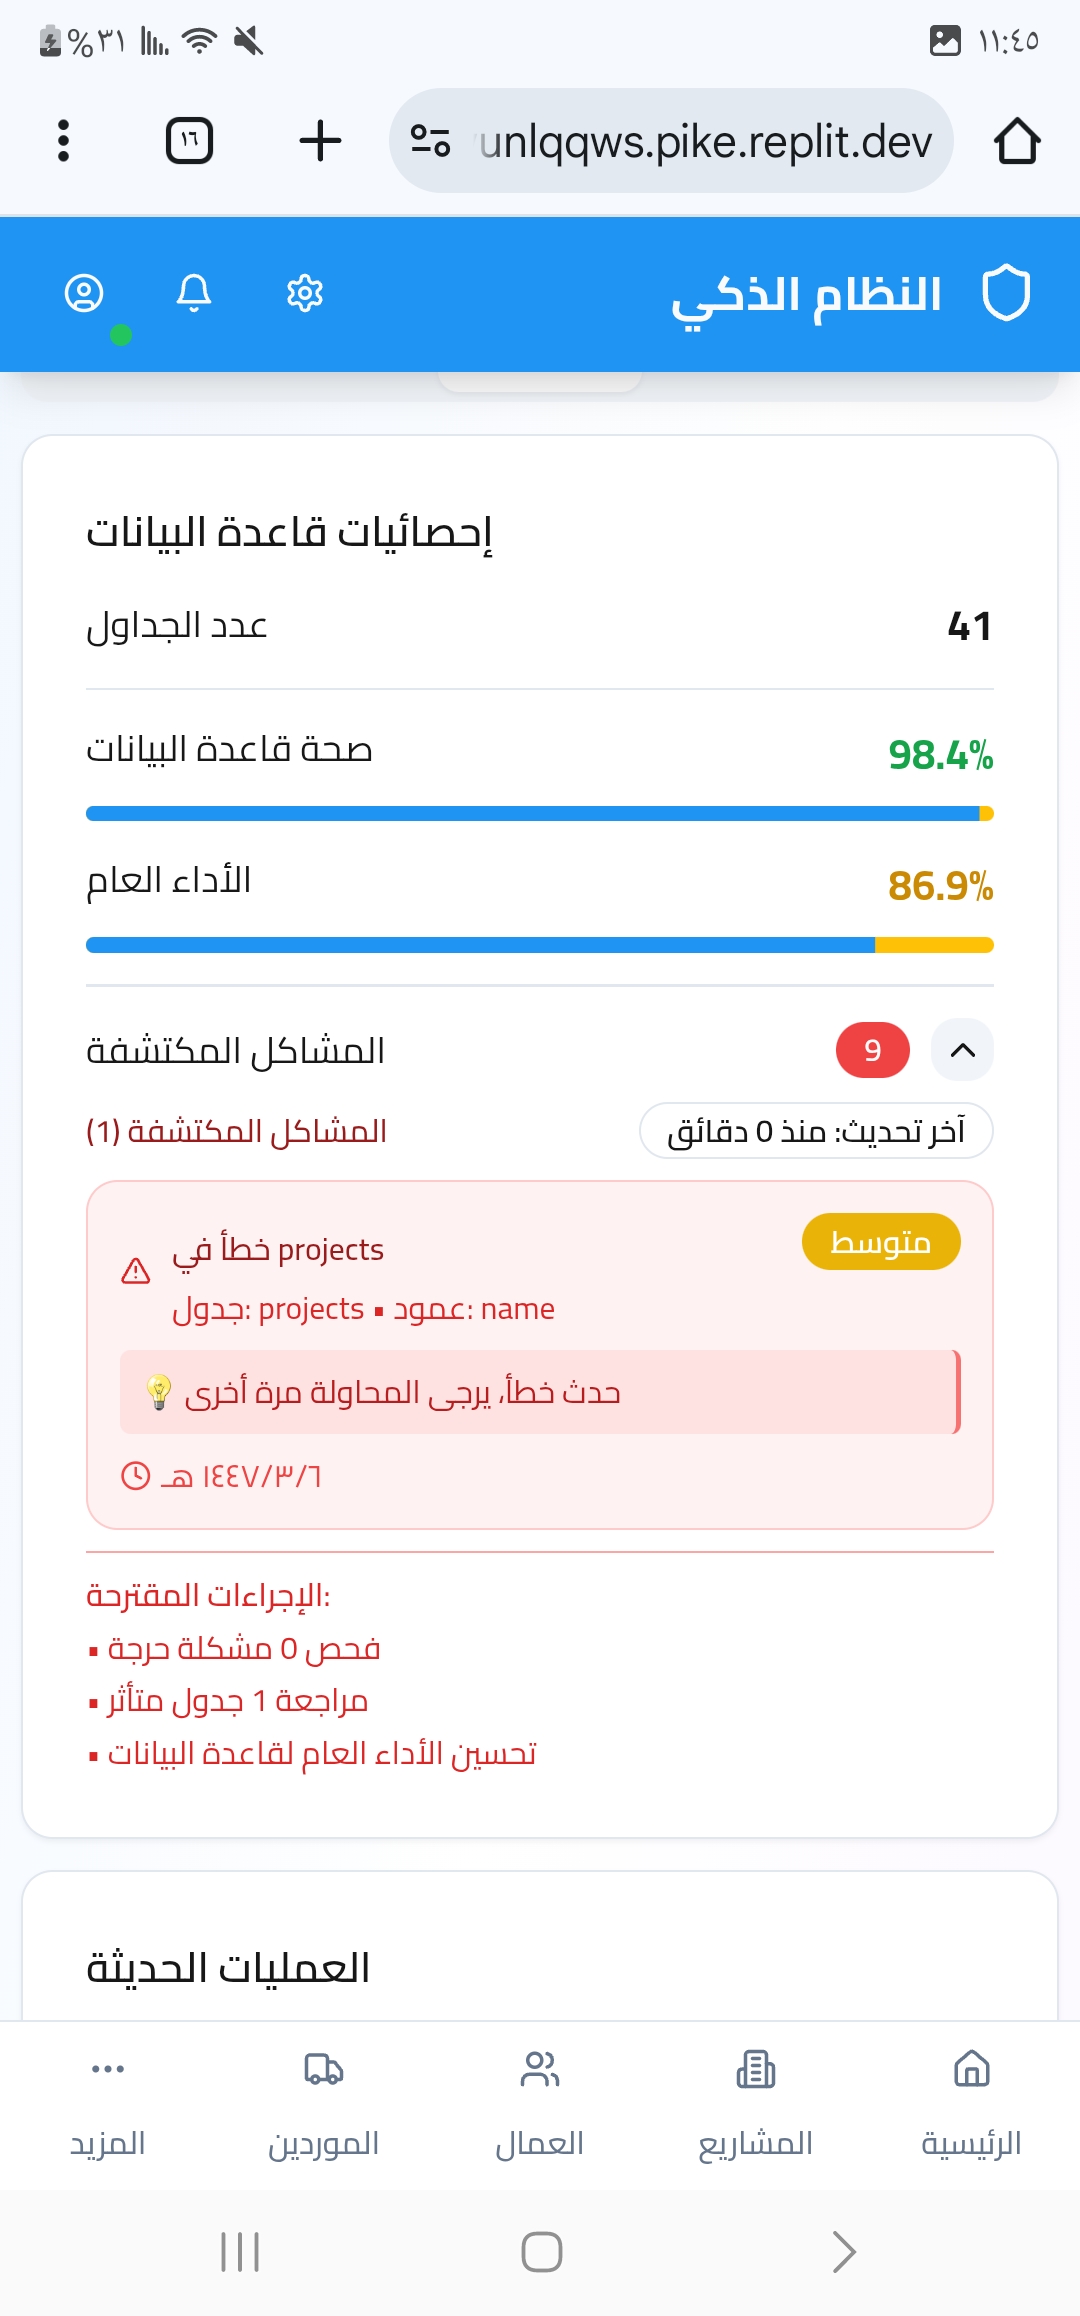 ١١:٤٥
%٣١
unlqqws.pike.replit.dev
١٦
النظام الذكي
إحصائيات قاعدة البيانات
عدد الجداول
41
صحة قاعدة البيانات
98.4%
الأداء العام
86.9%
المشاكل المكتشفة
9
المشاكل المكتشفة (1)
آخر تحديث: منذ 0 دقائق
خطأ في projects
متوسط
جدول: projects ▪ عمود: name
💡 حدث خطأ، يرجى المحاولة مرة أخرى
١٤٤٧/٣/٦ هـ
الإجراءات المقترحة:
▪ فحص 0 مشكلة حرجة
▪ مراجعة 1 جدول متأثر
▪ تحسين الأداء العام لقاعدة البيانات
العمليات الحديثة
الرئيسية
المشاريع
العمال
الموردين
المزيد